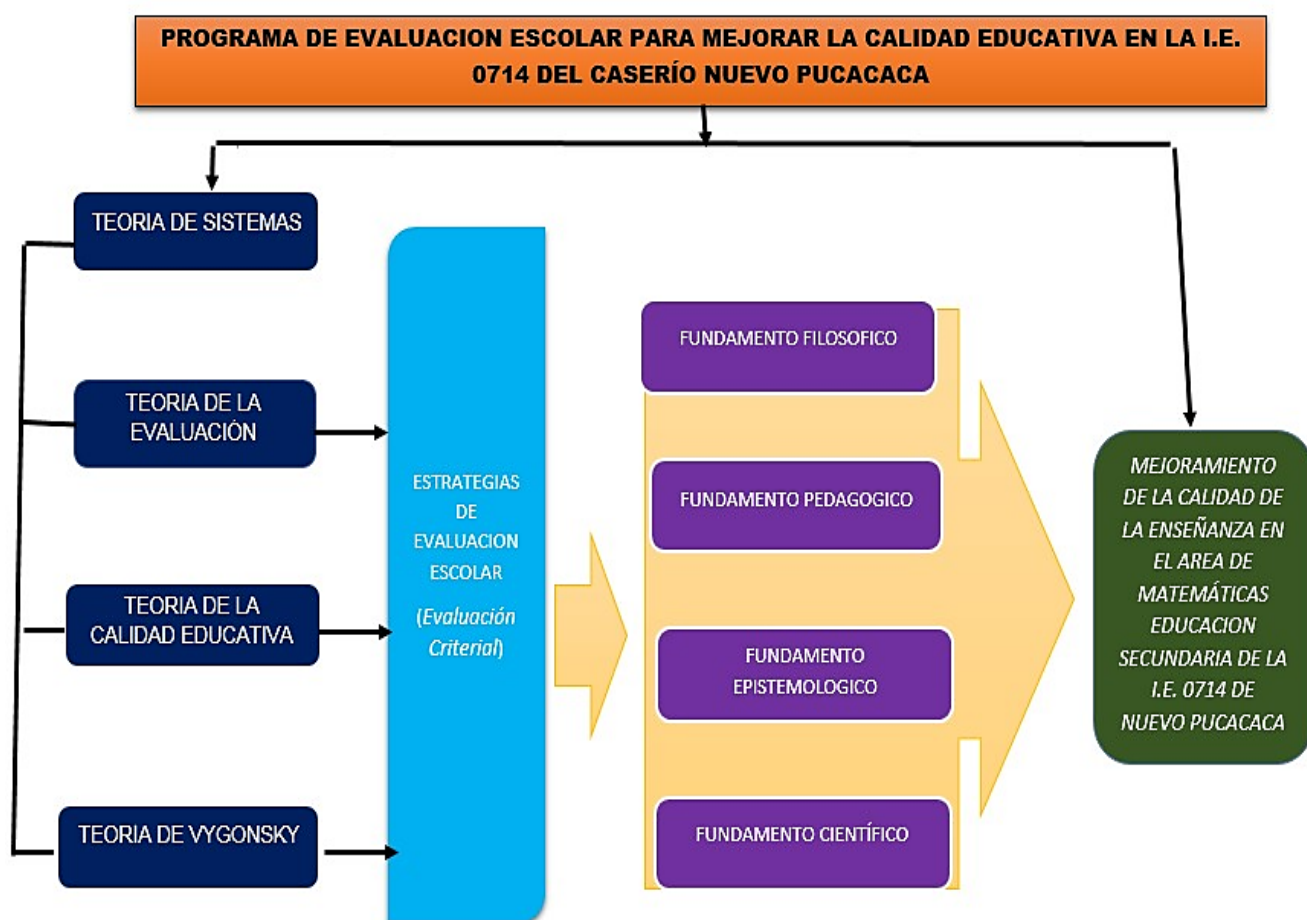 PROGRAMA DE EVALUACION ESCOLAR PARA MEJORAR LA CALIDAD EDUCATIVA EN LA I.E.
0714 DEL CASERÍO NUEVO PUCACACA
TEORIA DE SISTEMAS
TEORIA DE LA
EVALUACIÓN
TEORIA DE LA
CALIDAD EDUCATIVA
TEORIA DE VYGONSKY
ESTRATEGIAS
DE
EVALUACION
ESCOLAR
(Evaluación
Criterial)
FUNDAMENTO FILOSOFICO
FUNDAMENTO PEDAGOGICO
FUNDAMENTO
EPISTEMOLOGICO
FUNDAMENTO CIENTÍFICO
MEJORAMIENTO
DE LA CALIDAD DE
LA ENSEÑANZA EN
EL AREA DE
MATEMÁTICAS
EDUCACION
SECUNDARIA DE LA
I.E. 0714 DE
NUEVO PUCACACA